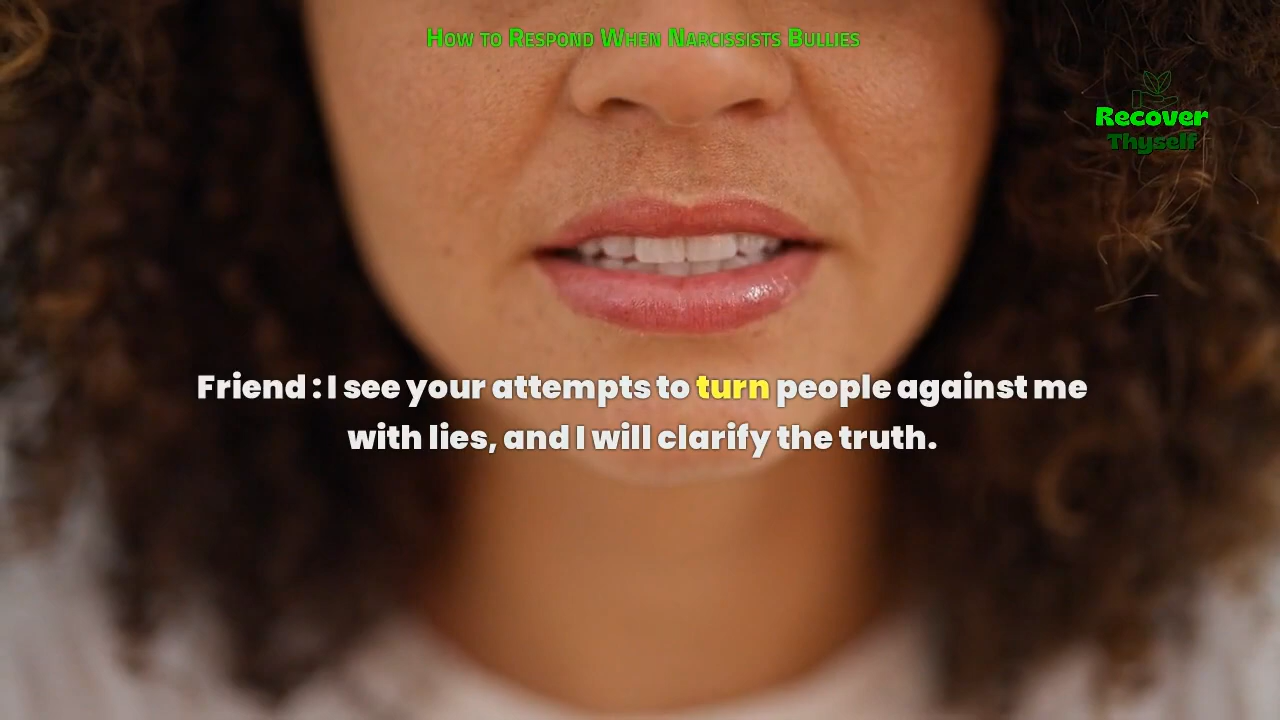 How to Respond When Narcissists Bullies
Recover
Thyself
Friend : I see your attempts to turn people against me
with lies, and I will clarify the truth.